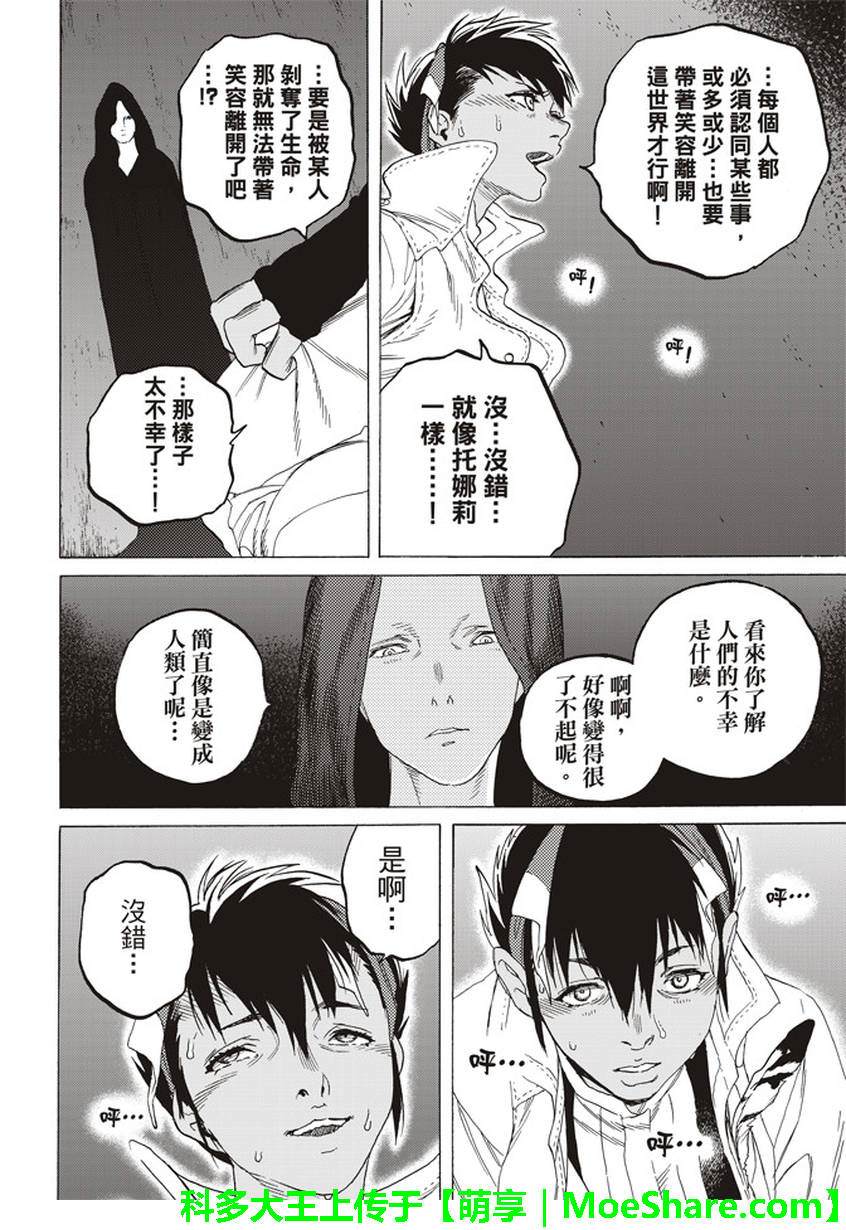 …每個人都
必須認同某些事，
或多或少…也要
帶著笑容離開
這世界才行啊！
呼！
呼！
沒…沒錯…
就像托娜莉
一樣……！
…要是被某人
剝奪了生命，
那就無法帶著
笑容離開了吧
…！？
…那樣子
太不幸了…！
看來你了解
人們的不幸
是什麼。
啊啊，
好像變得很
了不起呢。
簡直像是變成
人類了呢…
呼…
呼…
呼…
是啊…
沒錯…
呼…
科多大王上传于【萌享｜MoeShare.com】